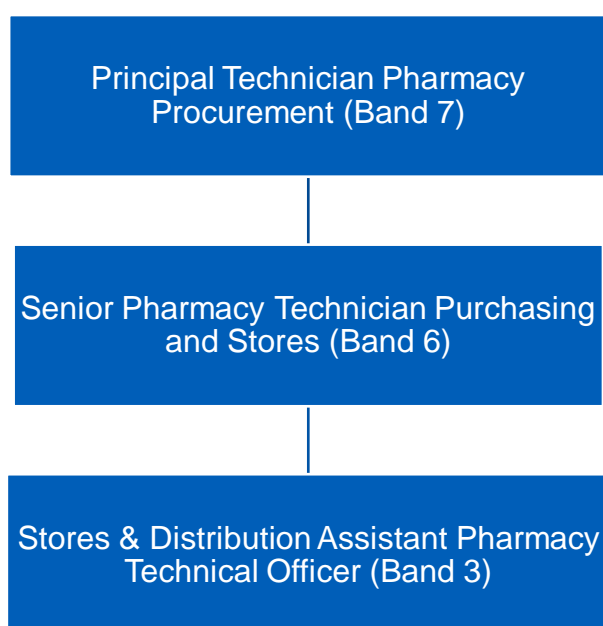 Principal Technician Pharmacy
Procurement (Band 7)
Senior Pharmacy Technician Purchasing
and Stores (Band 6)
Stores & Distribution Assistant Pharmacy
Technical Officer (Band 3)